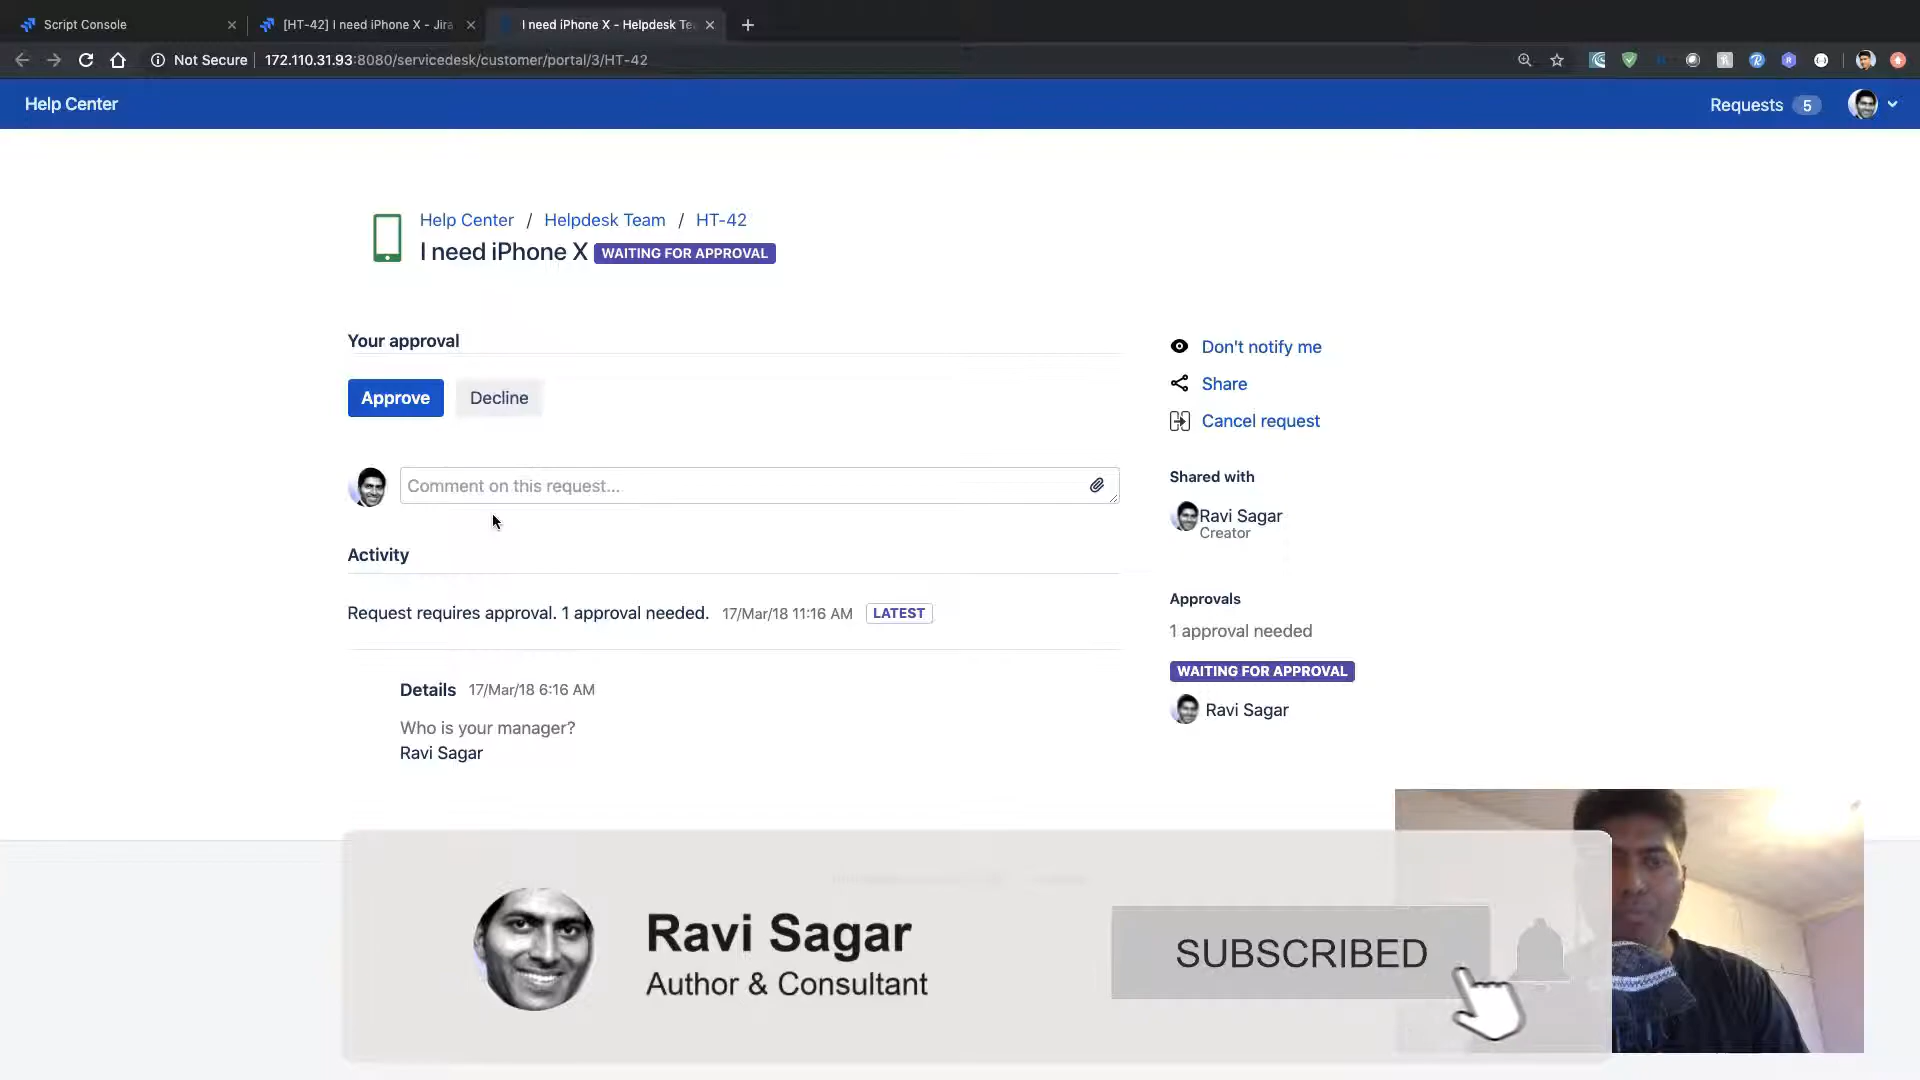 Script Console
[HT-42] I need iPhone X - Jira
I need iPhone X - Helpdesk Te
Not Secure
172.110.31.93:8080/servicedesk/customer/portal/3/HT-42
Help Center
Requests 5
Help Center / Helpdesk Team / HT-42
I need iPhone X WAITING FOR APPROVAL
Your approval
Approve
Decline
Comment on this request...
Activity
Request requires approval. 1 approval needed. 17/Mar/18 11:16 AM LATEST
Details 17/Mar/18 6:16 AM
Who is your manager?
Ravi Sagar
Don't notify me
Share
Cancel request
Shared with
Ravi Sagar
Creator
Approvals
1 approval needed
WAITING FOR APPROVAL
Ravi Sagar
Ravi Sagar
Author & Consultant
SUBSCRIBED